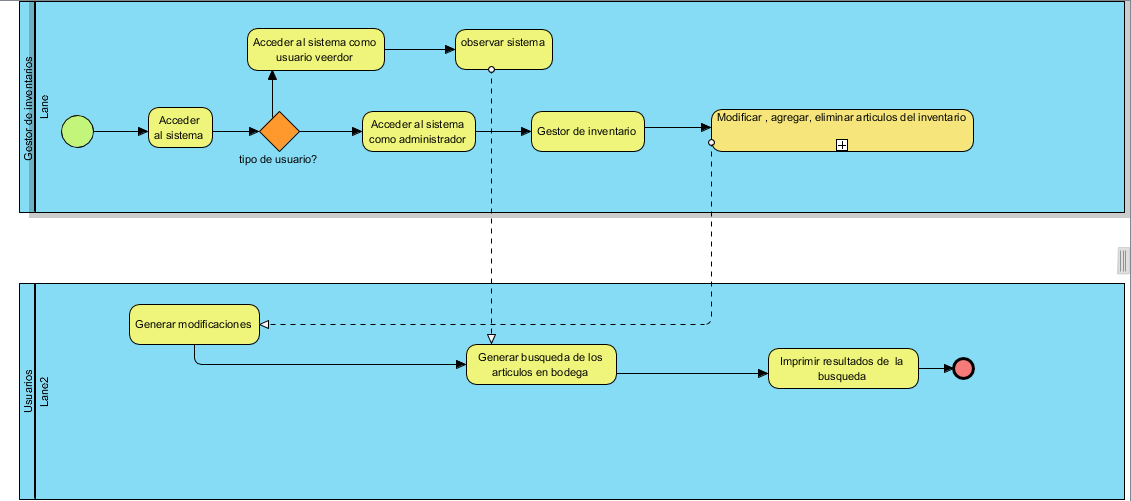 Gestor de inventarios
Lane
Acceder al sistema como
usuario veerdor
observar sistema
Acceder
al sistema
tipo de usuario?
Acceder al sistema
como administrador
Gestor de inventario
Modificar , agregar, eliminar articulos del inventario
Usuarios
Lane2
Generar modificaciones
Generar busqueda de los
articulos en bodega
Imprimir resultados de la
busqueda